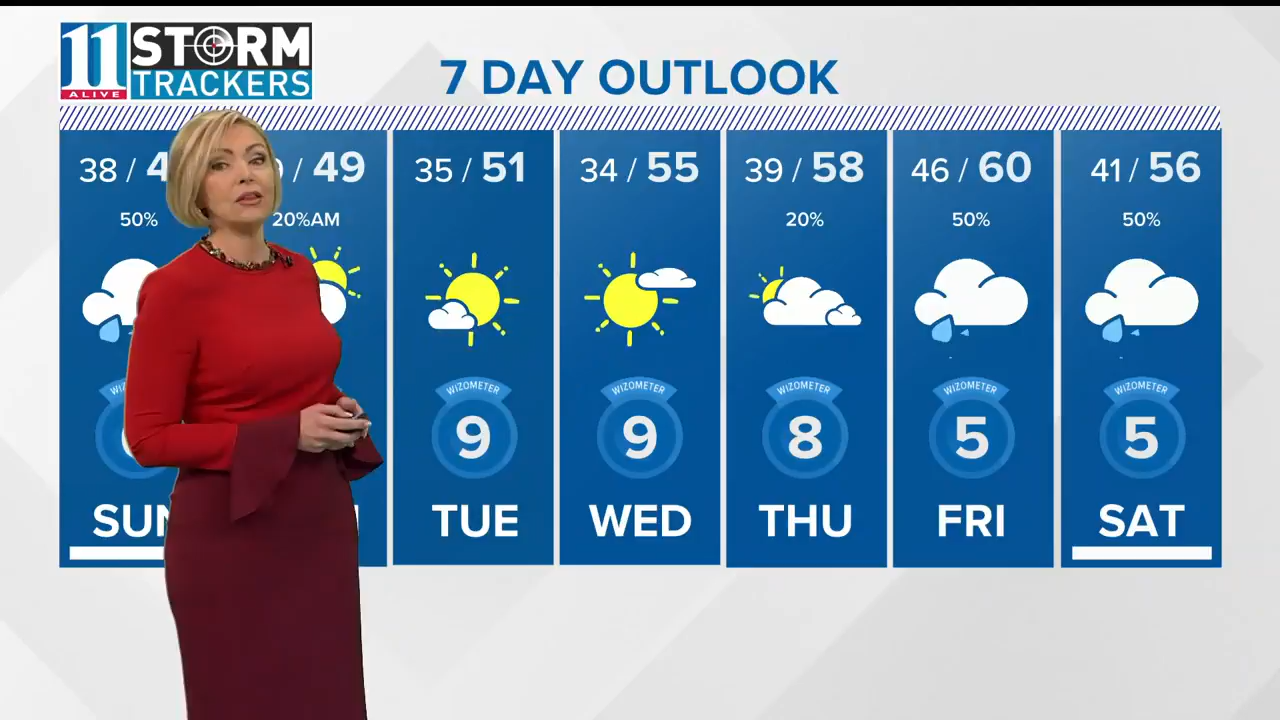 11 ALIVE
STORM
TRACKERS
7 DAY OUTLOOK
38 / 4
50%
SUN
/ 49
20%AM
35 / 51
WIZOMETER
9
TUE
34 / 55
WIZOMETER
9
WED
39 / 58
20%
WIZOMETER
8
THU
46 / 60
50%
WIZOMETER
5
FRI
41 / 56
50%
WIZOMETER
5
SAT